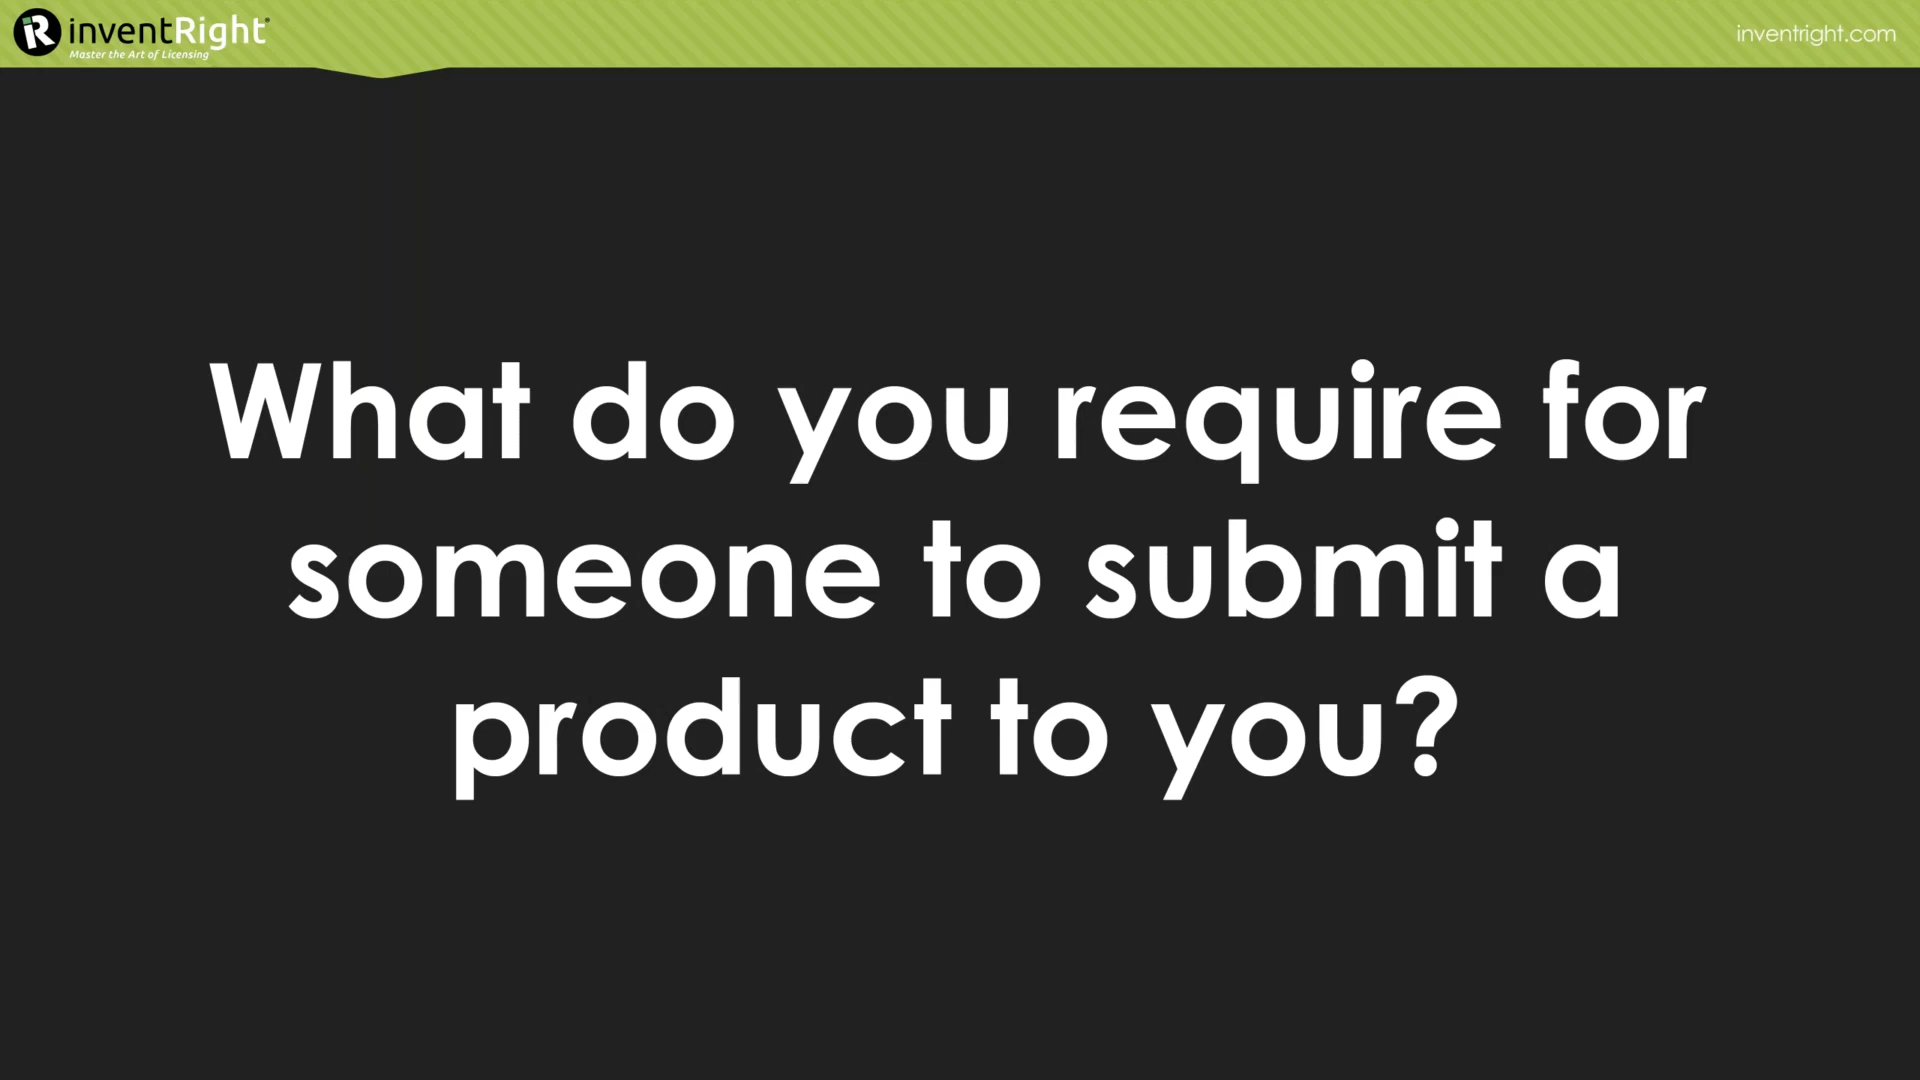 iR inventRight®
Master the Art of Licensing
inventright.com
What do you require for
someone to submit a
product to you?